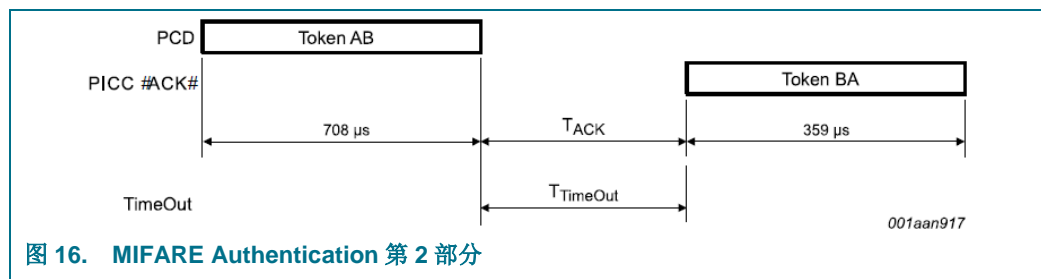 PCD Token AB
PICC #ACK# Token BA
708 µs TACK 359 µs
TimeOut TTimeOut
001aan917
图 16. MIFARE Authentication 第 2 部分